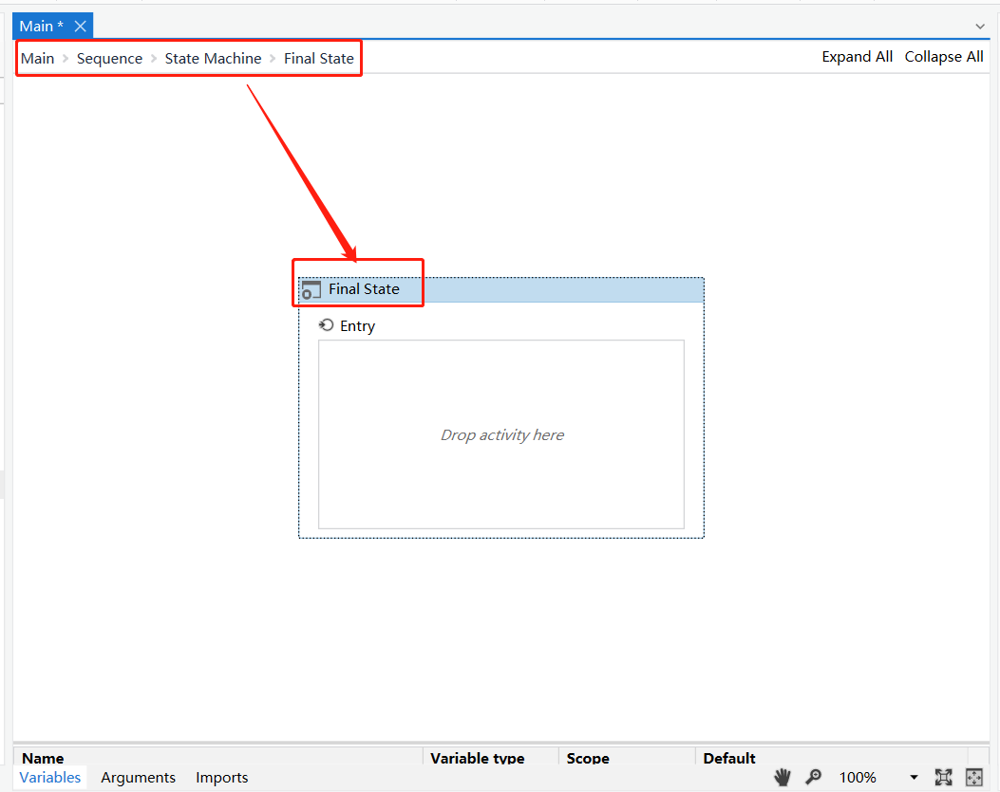 Main *
Main > Sequence > State Machine > Final State
Expand All Collapse All
Final State
Entry
Drop activity here
Name Variable type Scope Default
Variables Arguments Imports 100%